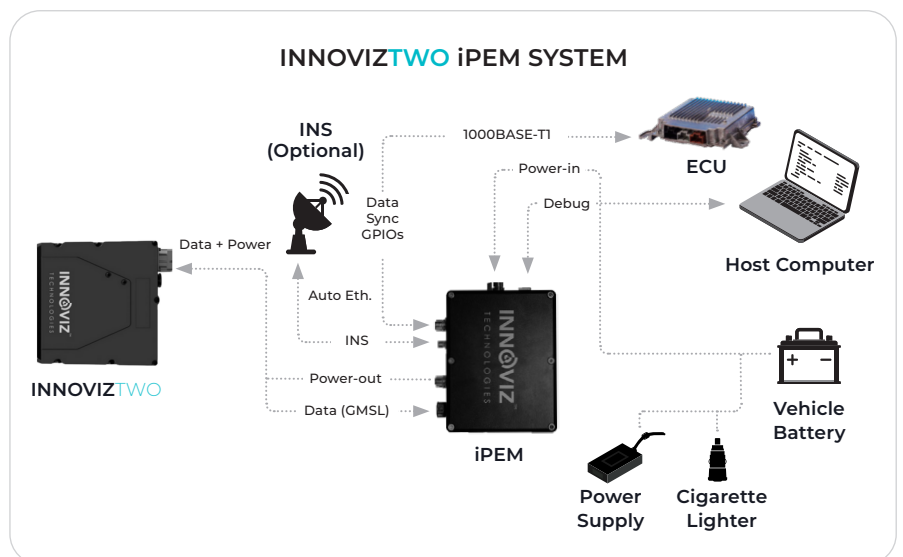 INNOVIZTWO iPEM SYSTEM
INS
(Optional)
1000BASE-T1
ECU
Power-in
Data
Sync
GPIOs
Debug
Data + Power
Host Computer
Auto Eth.
INS
INNOVIZTWO
Power-out
Data (GMSL)
iPEM
Vehicle
Battery
Power
Supply
Cigarette
Lighter
INNOVIZ
TECHNOLOGIES
INNOVIZ
TECHNOLOGIES